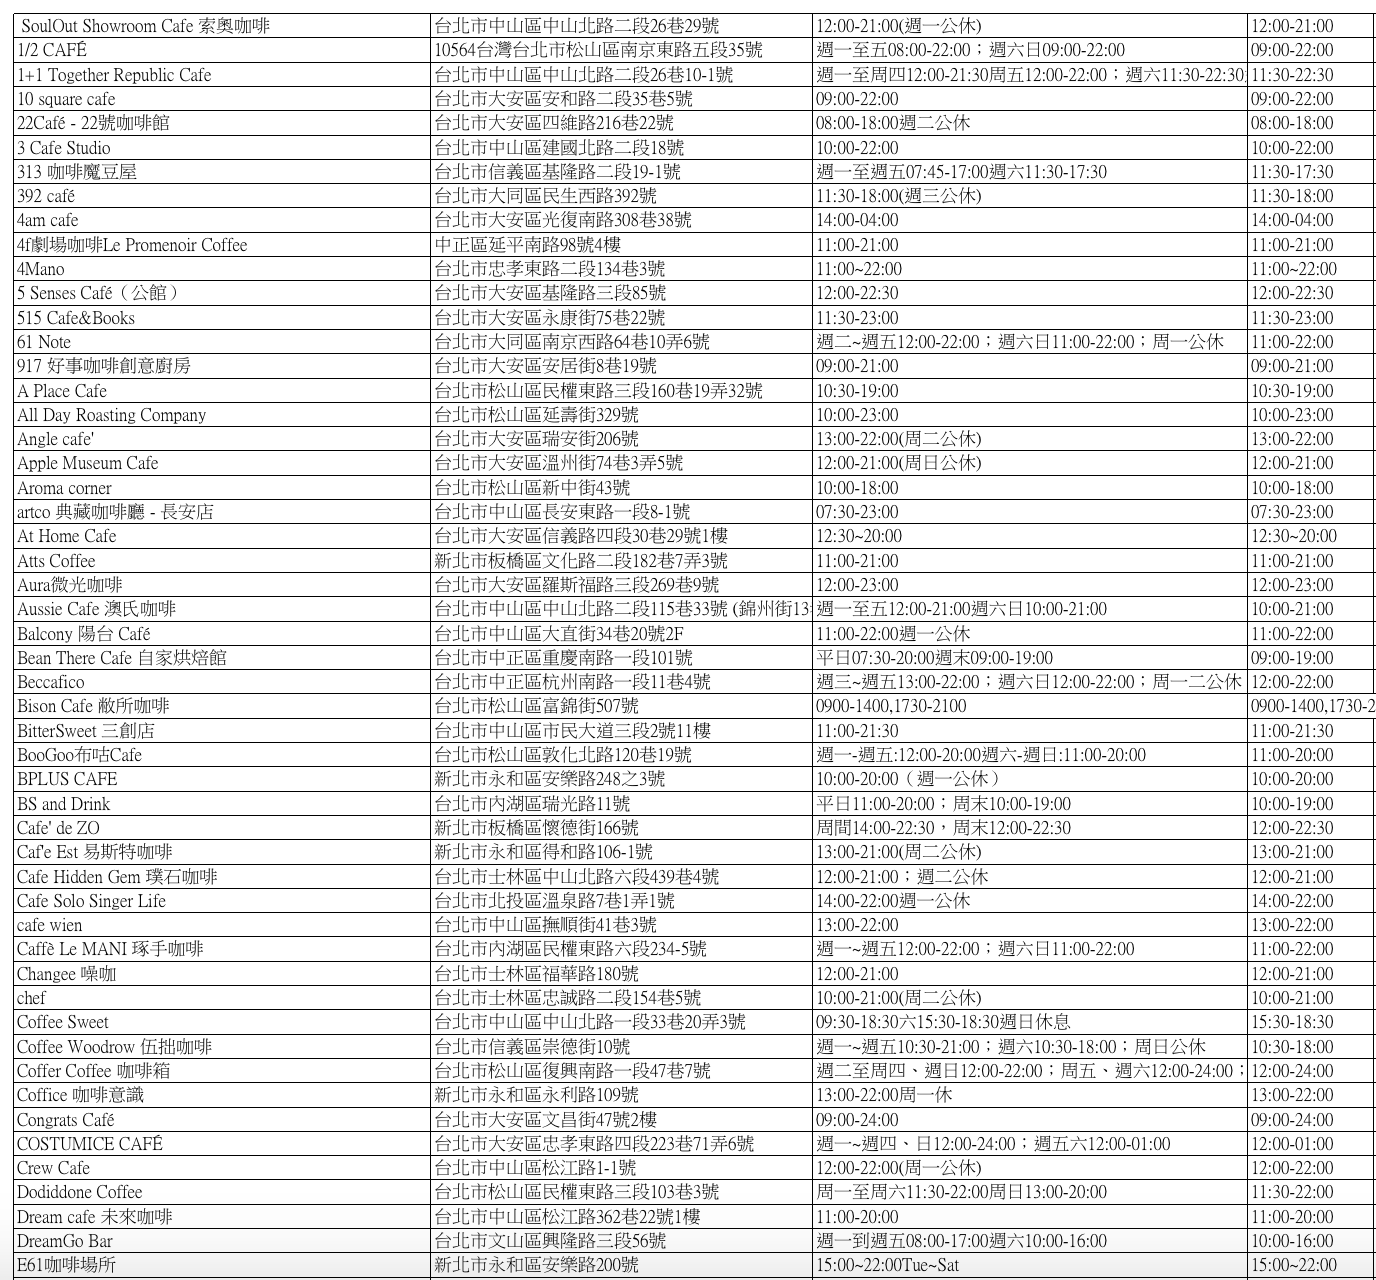 SoulOut Showroom Cafe 索奧咖啡 台北市中山區中山北路二段26巷29號 12:00-21:00(週一公休) 12:00-21:00
1/2 CAFÉ 10564台灣台北市松山區南京東路五段35號 週一至五08:00-22:00；週六日09:00-22:00 09:00-22:00
1+1 Together Republic Cafe 台北市中山區中山北路二段26巷10-1號 週一至周四12:00-21:30周五12:00-22:00；週六11:30-22:30 11:30-22:30
10 square cafe 台北市大安區安和路二段35巷5號 09:00-22:00 09:00-22:00
22Café - 22號咖啡館 台北市大安區四維路216巷22號 08:00-18:00週二公休 08:00-18:00
3 Cafe Studio 台北市中山區建國北路二段18號 10:00-22:00 10:00-22:00
313 咖啡魔豆屋 台北市信義區基隆路二段19-1號 週一至週五07:45-17:00週六11:30-17:30 11:30-17:30
392 café 台北市大同區民生西路392號 11:30-18:00(週三公休) 11:30-18:00
4am cafe 台北市大安區光復南路308巷38號 14:00-04:00 14:00-04:00
4f劇場咖啡Le Promenoir Coffee 中正區延平南路98號4樓 11:00-21:00 11:00-21:00
4Mano 台北市忠孝東路二段134巷3號 11:00~22:00 11:00~22:00
5 Senses Café（公館） 台北市大安區基隆路三段85號 12:00-22:30 12:00-22:30
515 Cafe&Books 台北市大安區永康街75巷22號 11:30-23:00 11:30-23:00
61 Note 台北市大同區南京西路64巷10弄6號 週二~週五12:00-22:00；週六日11:00-22:00；周一公休 11:00-22:00
917 好事咖啡創意廚房 台北市大安區安居街8巷19號 09:00-21:00 09:00-21:00
A Place Cafe 台北市松山區民權東路三段160巷19弄32號 10:30-19:00 10:30-19:00
All Day Roasting Company 台北市松山區延壽街329號 10:00-23:00 10:00-23:00
Angle cafe' 台北市大安區瑞安街206號 13:00-22:00(周二公休) 13:00-22:00
Apple Museum Cafe 台北市大安區溫州街74巷3弄5號 12:00-21:00(周日公休) 12:00-21:00
Aroma corner 台北市松山區新中街43號 10:00-18:00 10:00-18:00
artco 典藏咖啡廳 - 長安店 台北市中山區長安東路一段8-1號 07:30-23:00 07:30-23:00
At Home Cafe 台北市大安區信義路四段30巷29號1樓 12:30~20:00 12:30~20:00
Atts Coffee 新北市板橋區文化路二段182巷7弄3號 11:00-21:00 11:00-21:00
Aura微光咖啡 台北市大安區羅斯福路三段269巷9號 12:00-23:00 12:00-23:00
Aussie Cafe 澳氏咖啡 台北市中山區中山北路二段115巷33號 (錦州街13 週一至五12:00-21:00週六日10:00-21:00 10:00-21:00
Balcony 陽台 Café 台北市中山區大直街34巷20號2F 11:00-22:00週一公休 11:00-22:00
Bean There Cafe 自家烘焙館 台北市中正區重慶南路一段101號 平日07:30-20:00週末09:00-19:00 09:00-19:00
Beccafico 台北市中正區杭州南路一段11巷4號 週三~週五13:00-22:00；週六日12:00-22:00；周一二公休 12:00-22:00
Bison Cafe 敝所咖啡 台北市松山區富錦街507號 0900-1400,1730-2100 0900-1400,1730-2
BitterSweet 三創店 台北市中山區市民大道三段2號11樓 11:00-21:30 11:00-21:30
BooGoo布咕Cafe 台北市松山區敦化北路120巷19號 週一-週五:12:00-20:00週六-週日:11:00-20:00 11:00-20:00
BPLUS CAFE 新北市永和區安樂路248之3號 10:00-20:00（週一公休） 10:00-20:00
BS and Drink 台北市內湖區瑞光路11號 平日11:00-20:00；周末10:00-19:00 10:00-19:00
Cafe' de ZO 新北市板橋區懷德街166號 周間14:00-22:30，周末12:00-22:30 12:00-22:30
Caf'e Est 易斯特咖啡 新北市永和區得和路106-1號 13:00-21:00(周二公休) 13:00-21:00
Cafe Hidden Gem 璞石咖啡 台北市士林區中山北路六段439巷4號 12:00-21:00；週二公休 12:00-21:00
Cafe Solo Singer Life 台北市北投區溫泉路7巷1弄1號 14:00-22:00週一公休 14:00-22:00
cafe wien 台北市中山區撫順街41巷3號 13:00-22:00 13:00-22:00
Caffè Le MANI 琢手咖啡 台北市內湖區民權東路六段234-5號 週一~週五12:00-22:00；週六日11:00-22:00 11:00-22:00
Changee 噪咖 台北市士林區福華路180號 12:00-21:00 12:00-21:00
chef 台北市士林區忠誠路二段154巷5號 10:00-21:00(周二公休) 10:00-21:00
Coffee Sweet 台北市中山區中山北路一段33巷20弄3號 09:30-18:30六15:30-18:30週日休息 15:30-18:30
Coffee Woodrow 伍拙咖啡 台北市信義區崇德街10號 週一~週五10:30-21:00；週六10:30-18:00；周日公休 10:30-18:00
Coffer Coffee 咖啡箱 台北市松山區復興南路一段47巷7號 週二至周四、週日12:00-22:00；周五、週六12:00-24:00； 12:00-24:00
Coffice 咖啡意識 新北市永和區永利路109號 13:00-22:00周一休 13:00-22:00
Congrats Café 台北市大安區文昌街47號2樓 09:00-24:00 09:00-24:00
COSTUMICE CAFÉ 台北市大安區忠孝東路四段223巷71弄6號 週一~週四、日12:00-24:00；週五六12:00-01:00 12:00-01:00
Crew Cafe 台北市中山區松江路1-1號 12:00-22:00(周一公休) 12:00-22:00
Dodiddone Coffee 台北市松山區民權東路三段103巷3號 周一至周六11:30-22:00周日13:00-20:00 11:30-22:00
Dream cafe 未來咖啡 台北市中山區松江路362巷22號1樓 11:00-20:00 11:00-20:00
DreamGo Bar 台北市文山區興隆路三段56號 週一到週五08:00-17:00週六10:00-16:00 10:00-16:00
E61咖啡場所 新北市永和區安樂路200號 15:00~22:00Tue~Sat 15:00~22:00